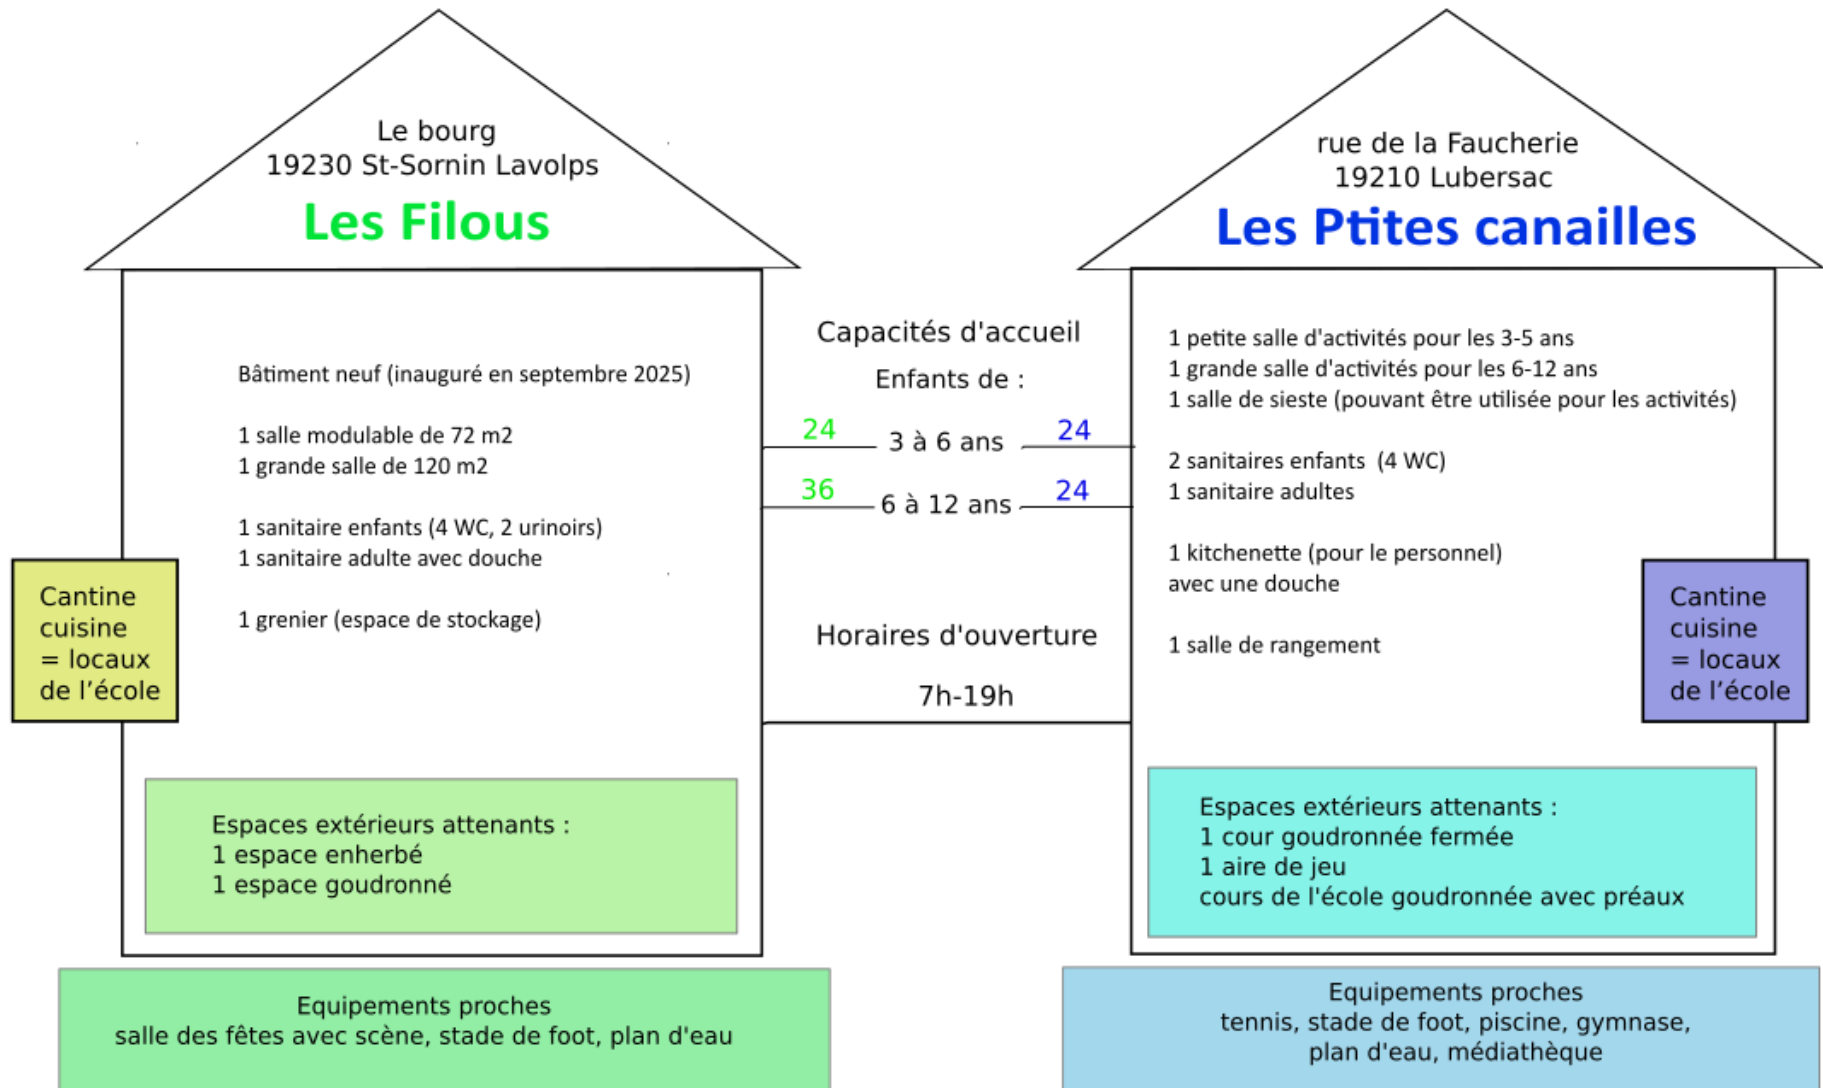 Le bourg
19230 St-Sornin Lavolps
Les Filous
Bâtiment neuf (inauguré en septembre 2025)
1 salle modulable de 72 m2
1 grande salle de 120 m2
1 sanitaire enfants (4 WC, 2 urinoirs)
1 sanitaire adulte avec douche
1 grenier (espace de stockage)
Cantine
cuisine
= locaux
de l’école
Espaces extérieurs attenants :
1 espace enherbé
1 espace goudronné
Equipements proches
salle des fêtes avec scène, stade de foot, plan d'eau
Capacités d'accueil
Enfants de :
24 3 à 6 ans 24
36 6 à 12 ans 24
Horaires d'ouverture
7h-19h
rue de la Faucherie
19210 Lubersac
Les Ptites canailles
1 petite salle d'activités pour les 3-5 ans
1 grande salle d'activités pour les 6-12 ans
1 salle de sieste (pouvant être utilisée pour les activités)
2 sanitaires enfants  (4 WC)
1 sanitaire adultes
1 kitchenette (pour le personnel)
avec une douche
1 salle de rangement
Cantine
cuisine
= locaux
de l’école
Espaces extérieurs attenants :
1 cour goudronnée fermée
1 aire de jeu
cours de l'école goudronnée avec préaux
Equipements proches
tennis, stade de foot, piscine, gymnase,
plan d'eau, médiathèque